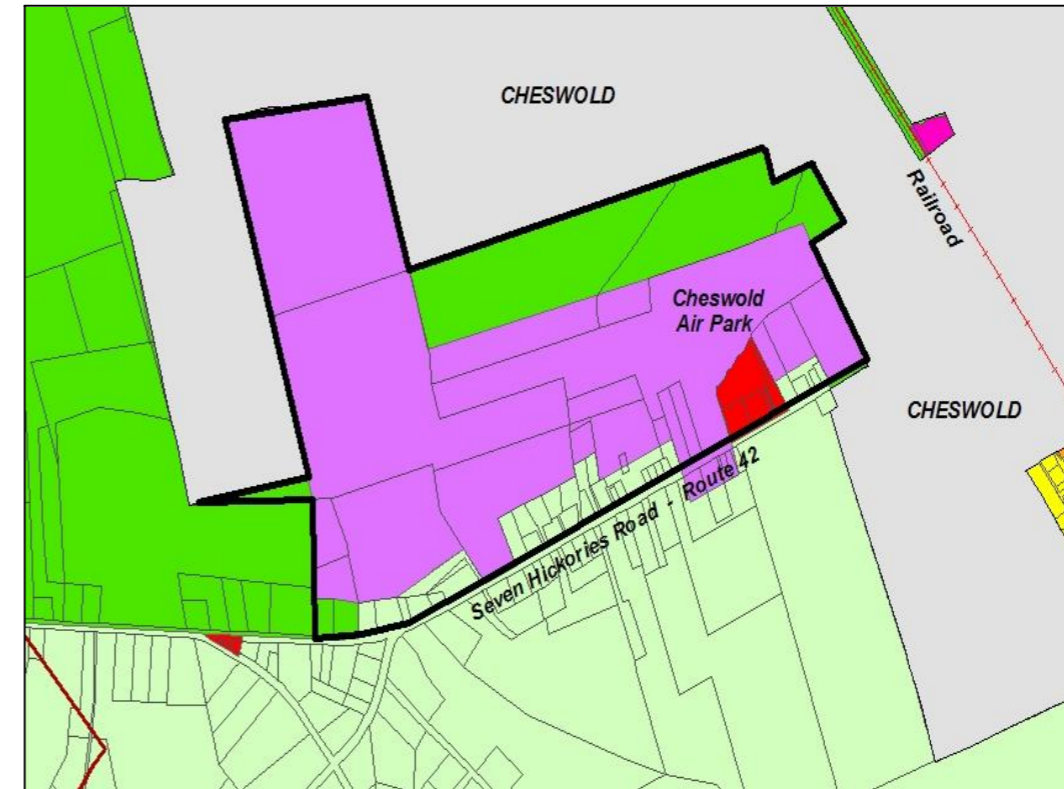 CHESWOLD
Railroad
Cheswold
Air Park
CHESWOLD
Seven Hickories Road - Route 42